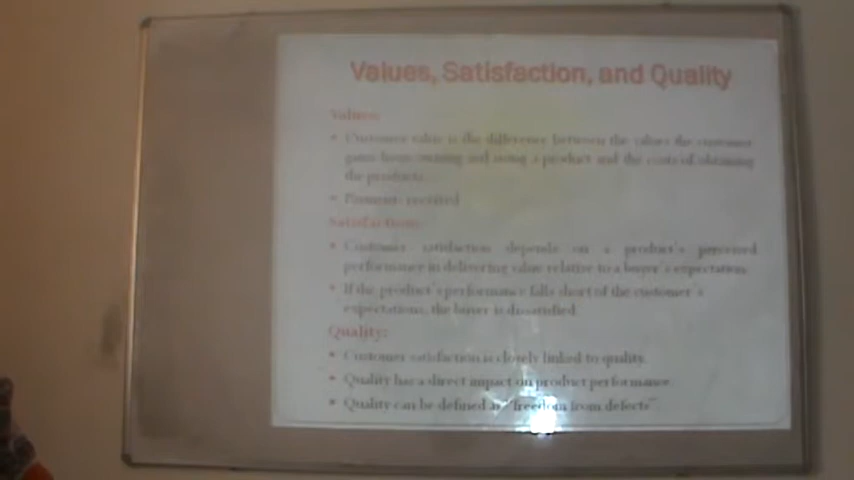 Values, Satisfaction, and Quality
Values:
• Customer value is the difference between the values the customer
gains from owning and using a product and the costs of obtaining
the products.
• Payment- received
Satisfaction:
• Customer satisfaction depends on a product's perceived
performance in delivering value relative to a buyer's expectation.
• If the product's performance falls short of the customer's
expectations, the buyer is dissatisfied.
Quality:
• Customer satisfaction is closely linked to quality.
• Quality has a direct impact on product performance.
• Quality can be defined as "freedom from defects"